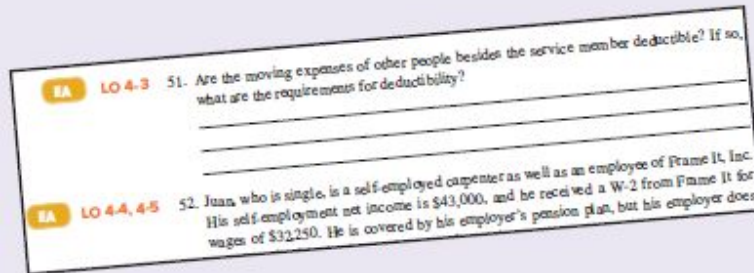 EA LO 4-3 51. Are the moving expenses of other people besides the service member deductible? If so,
what are the requirements for deductibility?
EA LO 4-4, 4-5 52. Juan, who is single, is a self-employed carpenter as well as an employee of Frame It, Inc.
His self-employment net income is $43,000, and he received a W-2 from Frame It for
wages of $32,250. He is covered by his employer's pension plan, but his employer does